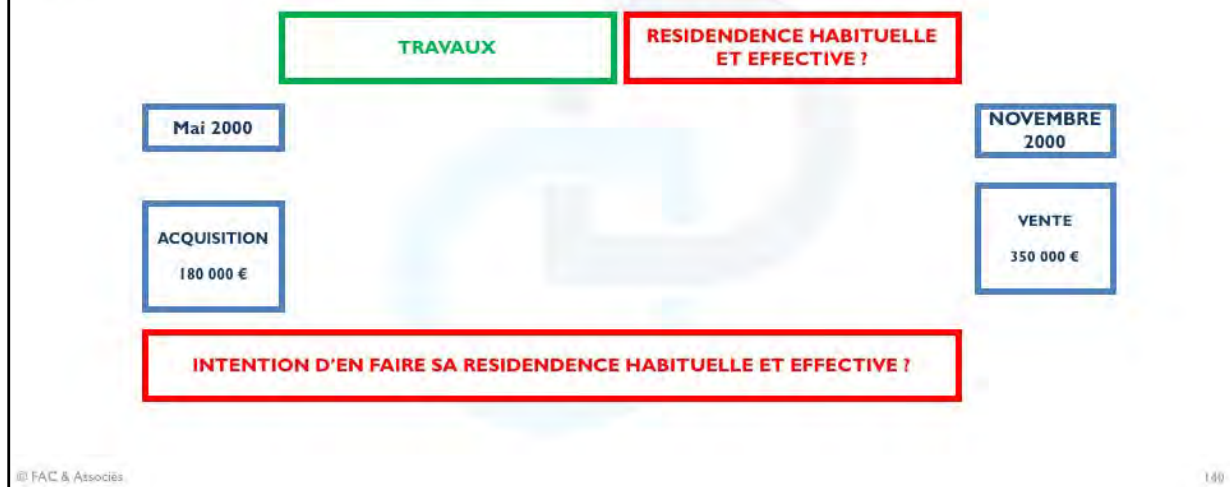 TRAVAUX
RESIDENDENCE HABITUELLE
ET EFFECTIVE ?
Mai 2000
NOVEMBRE
2000
ACQUISITION
180 000 €
VENTE
350 000 €
INTENTION D'EN FAIRE SA RESIDENDENCE HABITUELLE ET EFFECTIVE ?
© FAC & Associés
140